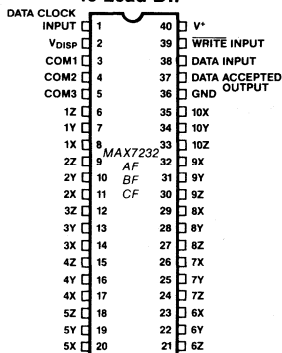 DATA CLOCK
INPUT 1 40 V+
VDISP 2 39 WRITE INPUT
COM1 3 38 DATA INPUT
COM2 4 37 DATA ACCEPTED
OUTPUT
COM3 5 36 GND
1Z 6 35 10X
1Y 7 34 10Y
1X 8 33 10Z
MAX7232
2Z 9 32 9X
AF
2Y 10 31 9Y
BF
2X 11 30 9Z
CF
3Z 12 29 8X
3Y 13 28 8Y
3X 14 27 8Z
4Z 15 26 7X
4Y 16 25 7Y
4X 17 24 7Z
5Z 18 23 6X
5Y 19 22 6Y
5X 20 21 6Z